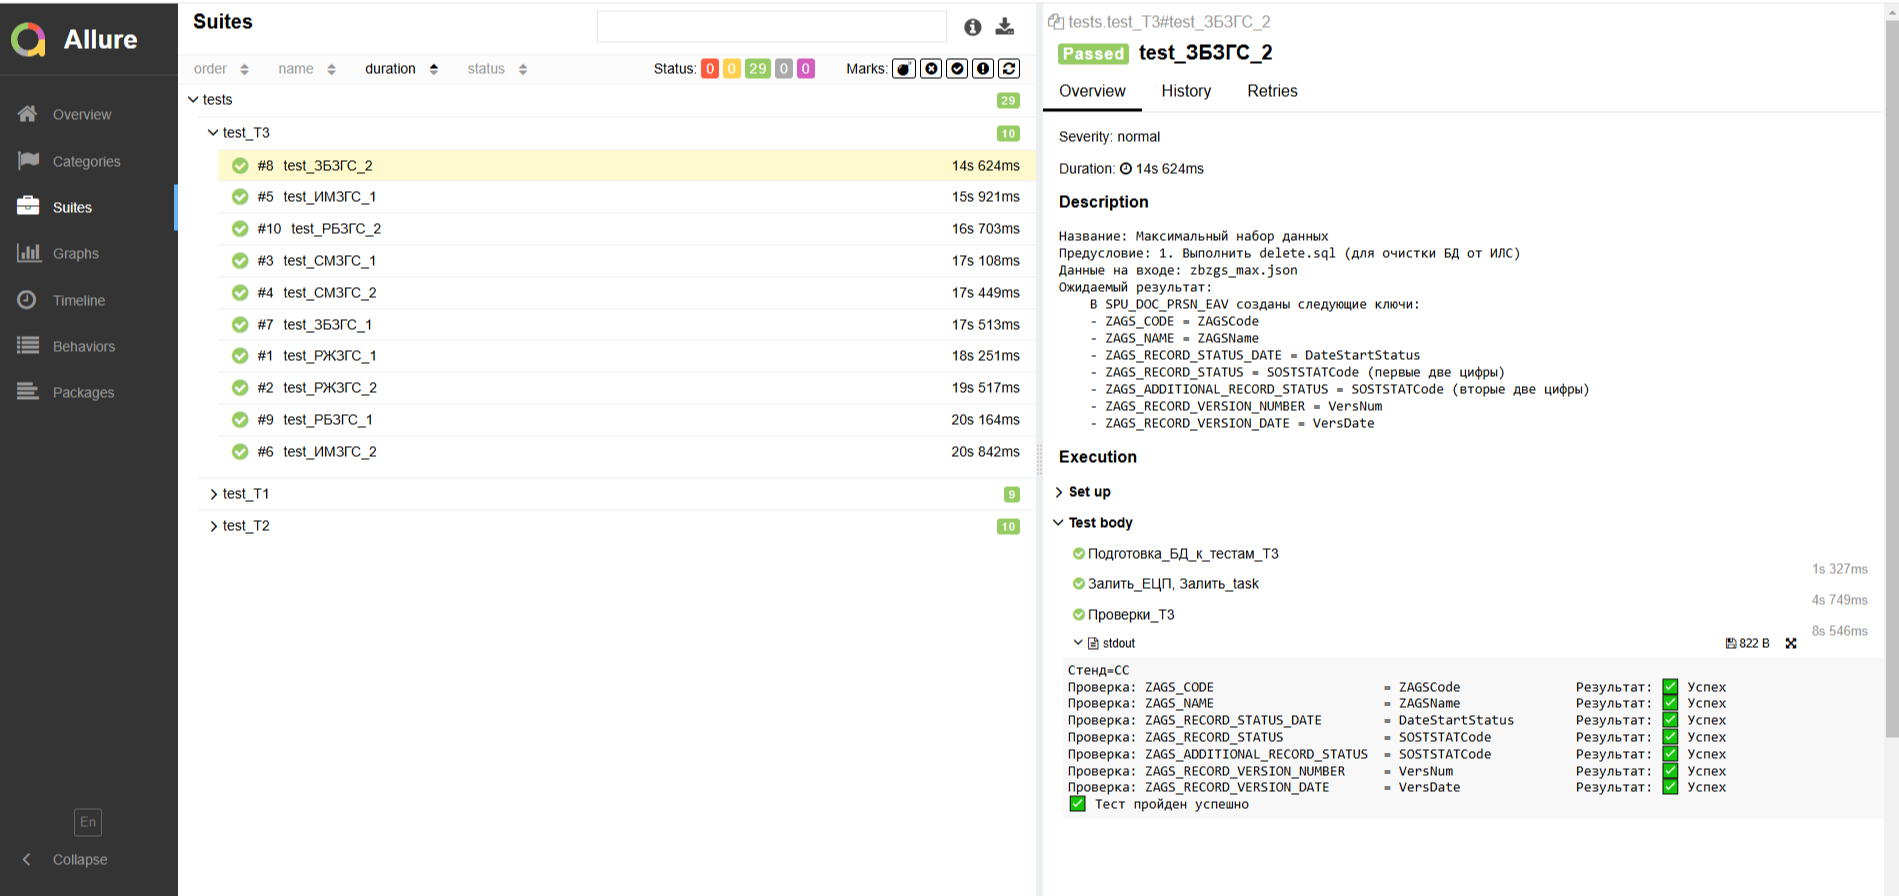 Allure
Overview
Categories
Suites
Graphs
Timeline
Behaviors
Packages
En
Collapse
Suites
order name duration status Status: 0 0 29 0 0 Marks:
tests 29
test_T3 10
#8 test_ЗБЗГС_2 14s 624ms
#5 test_ИМЗГС_1 15s 921ms
#10 test_РБЗГС_2 16s 703ms
#3 test_СМЗГС_1 17s 108ms
#4 test_СМЗГС_2 17s 449ms
#7 test_ЗБЗГС_1 17s 513ms
#1 test_РЖЗГС_1 18s 251ms
#2 test_РЖЗГС_2 19s 517ms
#9 test_РБЗГС_1 20s 164ms
#6 test_ИМЗГС_2 20s 842ms
test_T1 9
test_T2 10
tests.test_T3#test_ЗБЗГС_2
Passed test_ЗБЗГС_2
Overview History Retries
Severity: normal
Duration: 14s 624ms
Description
Название: Максимальный набор данных
Предусловие: 1. Выполнить delete.sql (для очистки БД от ИЛС)
Данные на входе: zbzgs_max.json
Ожидаемый результат:
В SPU_DOC_PRSN_EAV созданы следующие ключи:
- ZAGS_CODE = ZAGSCode
- ZAGS_NAME = ZAGSName
- ZAGS_RECORD_STATUS_DATE = DateStartStatus
- ZAGS_RECORD_STATUS = SOSTSTATCode (первые две цифры)
- ZAGS_ADDITIONAL_RECORD_STATUS = SOSTSTATCode (вторые две цифры)
- ZAGS_RECORD_VERSION_NUMBER = VersNum
- ZAGS_RECORD_VERSION_DATE = VersDate
Execution
Set up
Test body
Подготовка_БД_к_тестам_Т3
1s 327ms
Залить_ЕЦП, Залить_task
4s 749ms
Проверки_Т3
8s 546ms
stdout 822 B
Стенд=СС
Проверка: ZAGS_CODE = ZAGSCode Результат: ✅ Успех
Проверка: ZAGS_NAME = ZAGSName Результат: ✅ Успех
Проверка: ZAGS_RECORD_STATUS_DATE = DateStartStatus Результат: ✅ Успех
Проверка: ZAGS_RECORD_STATUS = SOSTSTATCode Результат: ✅ Успех
Проверка: ZAGS_ADDITIONAL_RECORD_STATUS = SOSTSTATCode Результат: ✅ Успех
Проверка: ZAGS_RECORD_VERSION_NUMBER = VersNum Результат: ✅ Успех
Проверка: ZAGS_RECORD_VERSION_DATE = VersDate Результат: ✅ Успех
✅ Тест пройден успешно